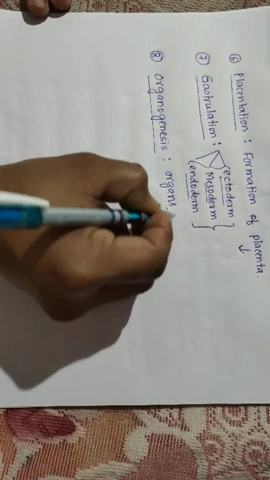 ⑥ Placentation : Formation of placenta.
↓
⑦ Gastrulation : ectoderm
Mesoderm
endoderm
⑧ Organogenesis : organs